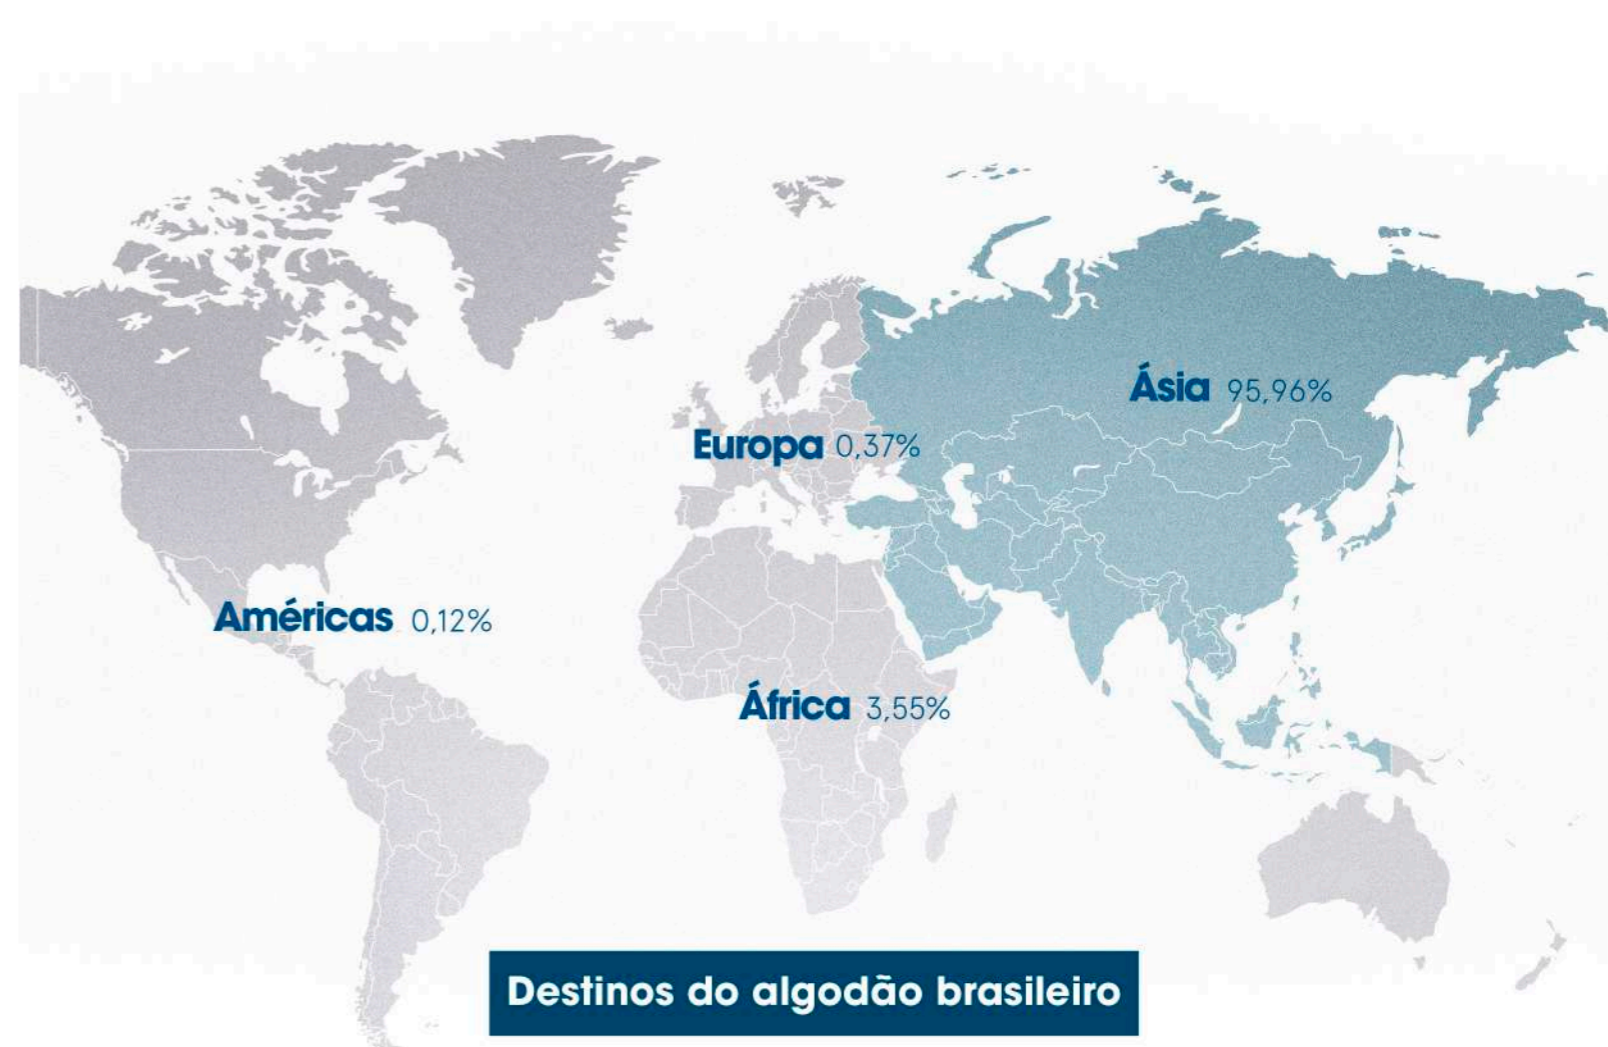 Ásia 95,96%
Europa 0,37%
Américas 0,12%
África 3,55%
Destinos do algodão brasileiro